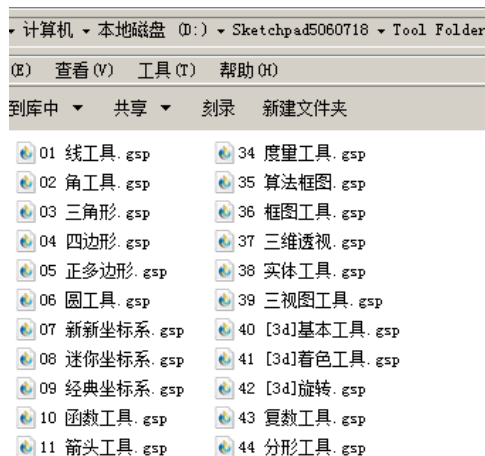 计算机 本地磁盘 (D:) Sketchpad5060718 Tool Folder
(E) 查看(V) 工具(T) 帮助(H)
到库中 共享 刻录 新建文件夹
01 线工具.gsp
02 角工具.gsp
03 三角形.gsp
04 四边形.gsp
05 正多边形.gsp
06 圆工具.gsp
07 新新坐标系.gsp
08 迷你坐标系.gsp
09 经典坐标系.gsp
10 函数工具.gsp
11 箭头工具.gsp
34 度量工具.gsp
35 算法框图.gsp
36 框图工具.gsp
37 三维透视.gsp
38 实体工具.gsp
39 三视图工具.gsp
40 [3d]基本工具.gsp
41 [3d]着色工具.gsp
42 [3d]旋转.gsp
43 复数工具.gsp
44 分形工具.gsp